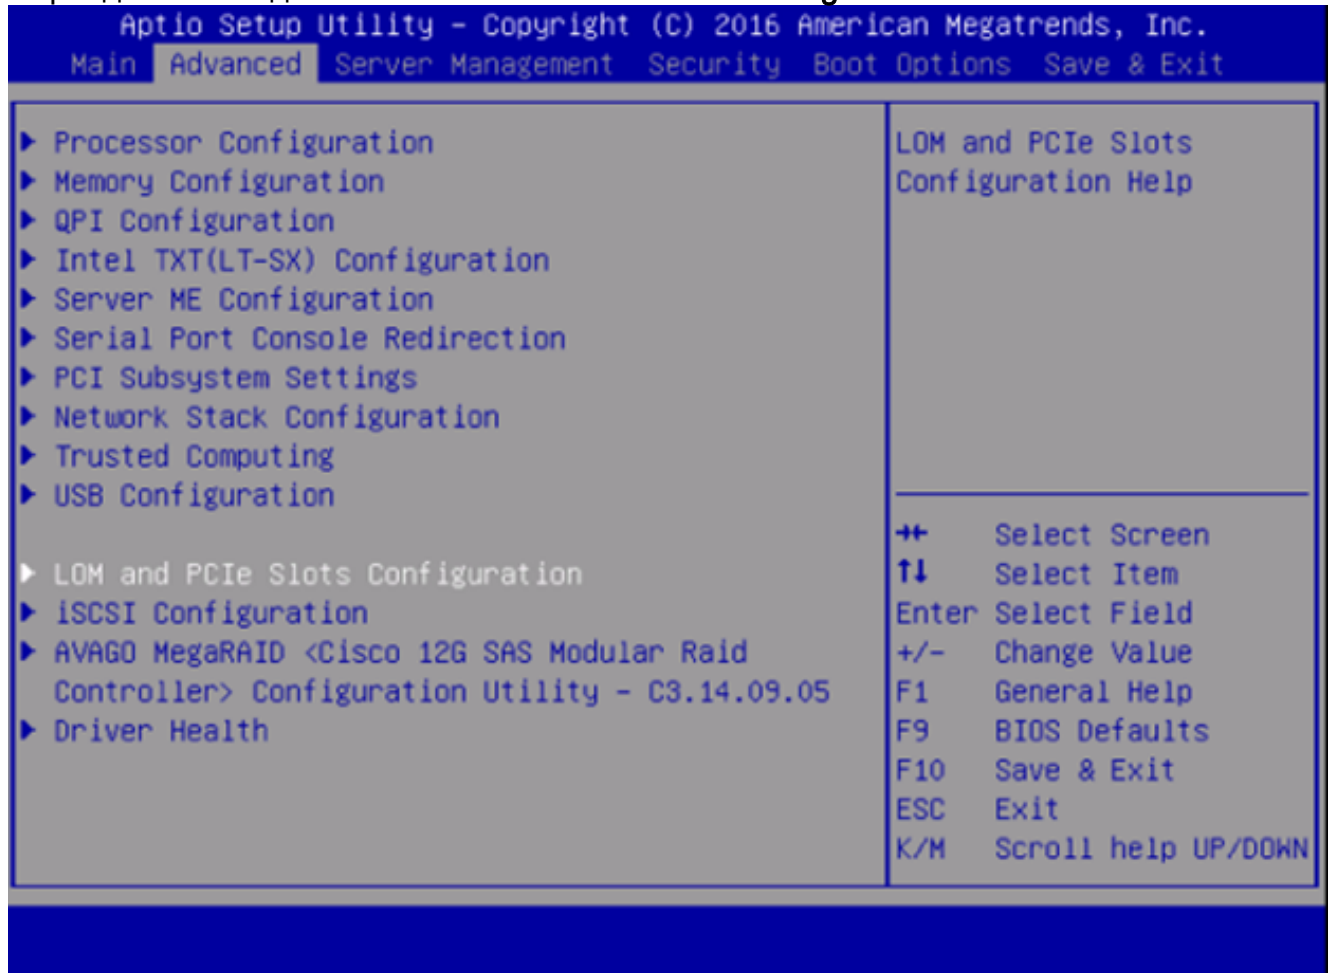 Aptio Setup Utility – Copyright (C) 2016 American Megatrends, Inc.
Main Advanced Server Management Security Boot Options Save & Exit
Processor Configuration
Memory Configuration
QPI Configuration
Intel TXT(LT-SX) Configuration
Server ME Configuration
Serial Port Console Redirection
PCI Subsystem Settings
Network Stack Configuration
Trusted Computing
USB Configuration
LOM and PCIe Slots Configuration
iSCSI Configuration
AVAGO MegaRAID <Cisco 12G SAS Modular Raid
Controller> Configuration Utility – C3.14.09.05
Driver Health
LOM and PCIe Slots
Configuration Help
→← Select Screen
↑↓ Select Item
Enter Select Field
+/- Change Value
F1 General Help
F9 BIOS Defaults
F10 Save & Exit
ESC Exit
K/M Scroll help UP/DOWN